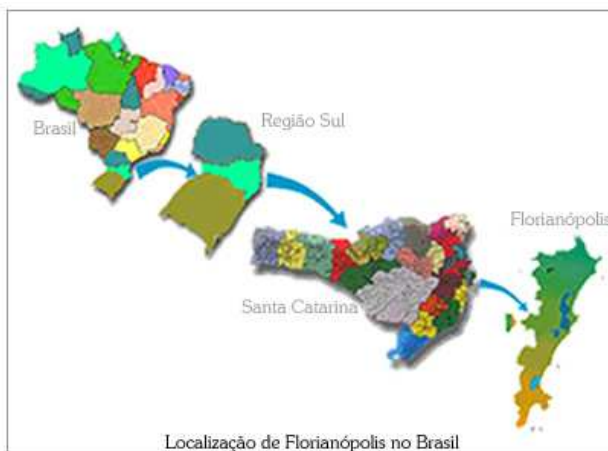 Brasil
Região Sul
Santa Catarina
Florianópolis
Localização de Florianópolis no Brasil